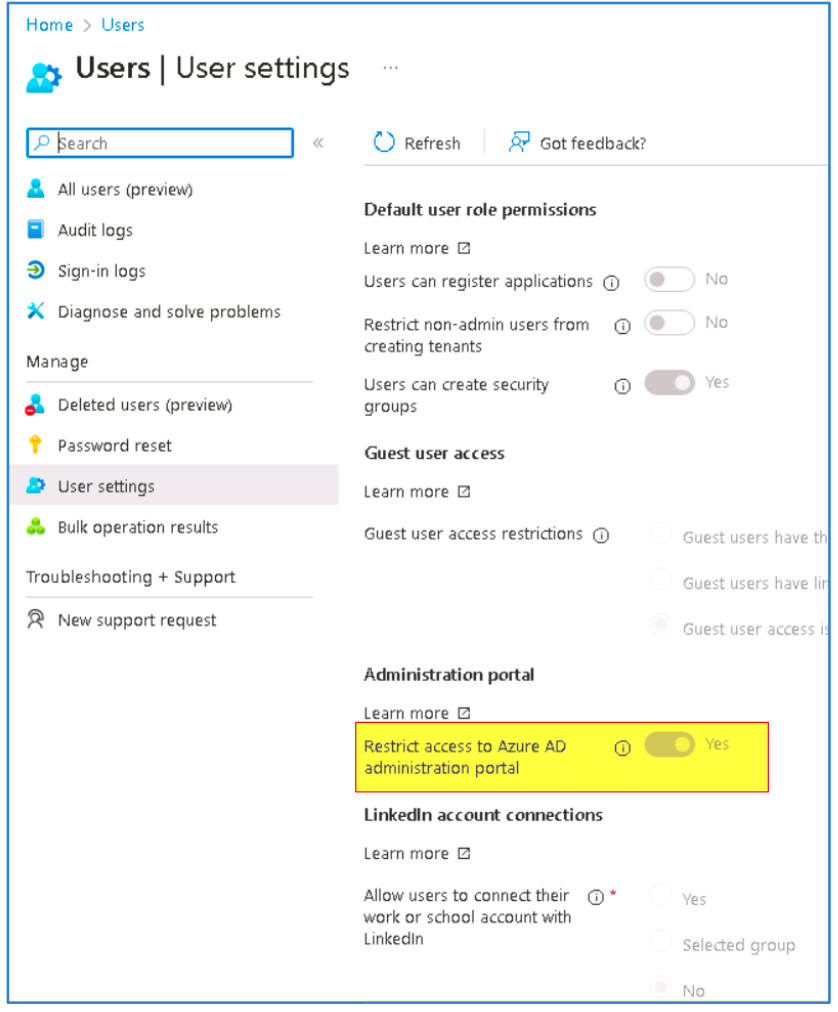 Home > Users
Users | User settings ...
Search «
All users (preview)
Audit logs
Sign-in logs
Diagnose and solve problems
Manage
Deleted users (preview)
Password reset
User settings
Bulk operation results
Troubleshooting + Support
New support request
Refresh Got feedback?
Default user role permissions
Learn more
Users can register applications No
Restrict non-admin users from
creating tenants No
Users can create security
groups Yes
Guest user access
Learn more
Guest user access restrictions
Guest users have th
Guest users have lir
Guest user access is
Administration portal
Learn more
Restrict access to Azure AD
administration portal Yes
LinkedIn account connections
Learn more
Allow users to connect their *
work or school account with
LinkedIn
Yes
Selected group
No